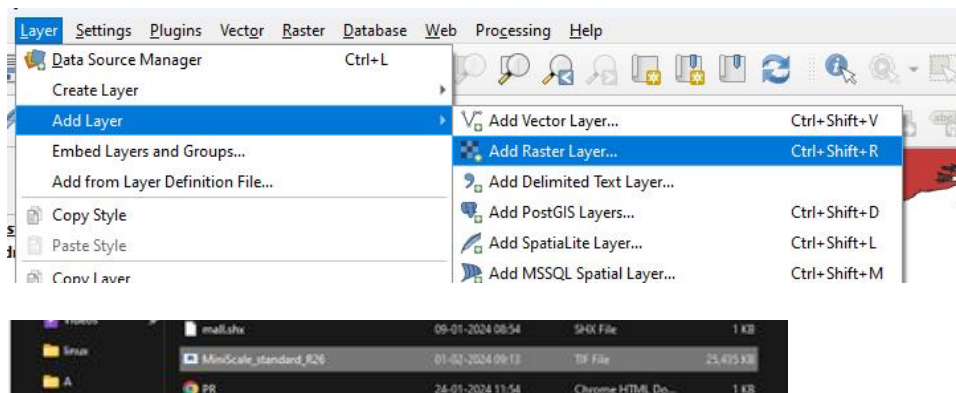 Layer Settings Plugins Vector Raster Database Web Processing Help
Data Source Manager Ctrl+L
Create Layer
Add Layer
Add Vector Layer... Ctrl+Shift+V
Embed Layers and Groups...
Add Raster Layer... Ctrl+Shift+R
Add from Layer Definition File...
Add Delimited Text Layer...
Copy Style
Add PostGIS Layers... Ctrl+Shift+D
Paste Style
Add SpatiaLite Layer... Ctrl+Shift+L
Copy Layer
Add MSSQL Spatial Layer... Ctrl+Shift+M
Videos mall.shx 09-01-2024 08:54 SHX File 1 KB
linux MiniScale_standard_R26 01-02-2024 09:13 TIF File 25,435 KB
A PR 24-01-2024 11:54 Chrome HTML Do... 1 KB